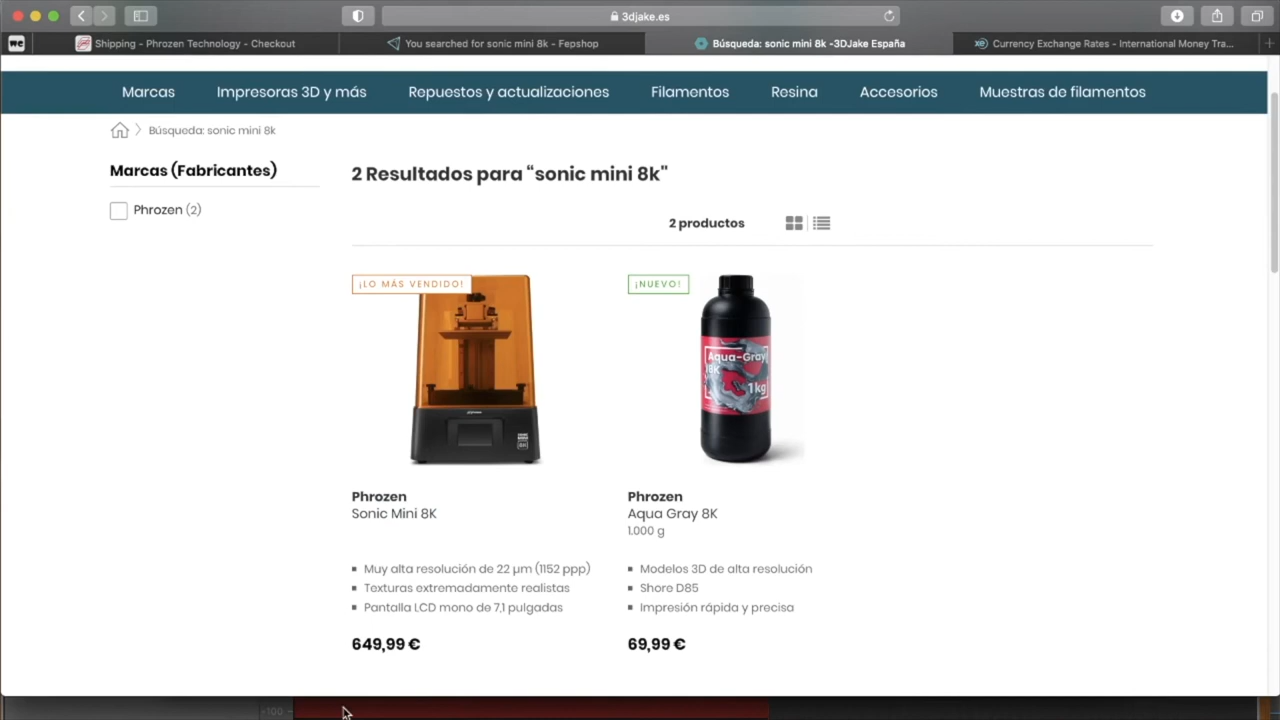 3djake.es
WC
Shipping - Phrozen Technology - Checkout
You searched for sonic mini 8k - Fepshop
Búsqueda: sonic mini 8k -3DJake España
xe
Currency Exchange Rates - International Money Tra...
Marcas
Impresoras 3D y más
Repuestos y actualizaciones
Filamentos
Resina
Accesorios
Muestras de filamentos
Búsqueda: sonic mini 8k
Marcas (Fabricantes)
Phrozen (2)
2 Resultados para "sonic mini 8k"
2 productos
¡LO MÁS VENDIDO!
¡NUEVO!
Aqua-Gray
8K
1kg
Phrozen
Sonic Mini 8K
Muy alta resolución de 22 µm (1152 ppp)
Texturas extremadamente realistas
Pantalla LCD mono de 7,1 pulgadas
649,99 €
Phrozen
Aqua Gray 8K
1.000 g
Modelos 3D de alta resolución
Shore D85
Impresión rápida y precisa
69,99 €